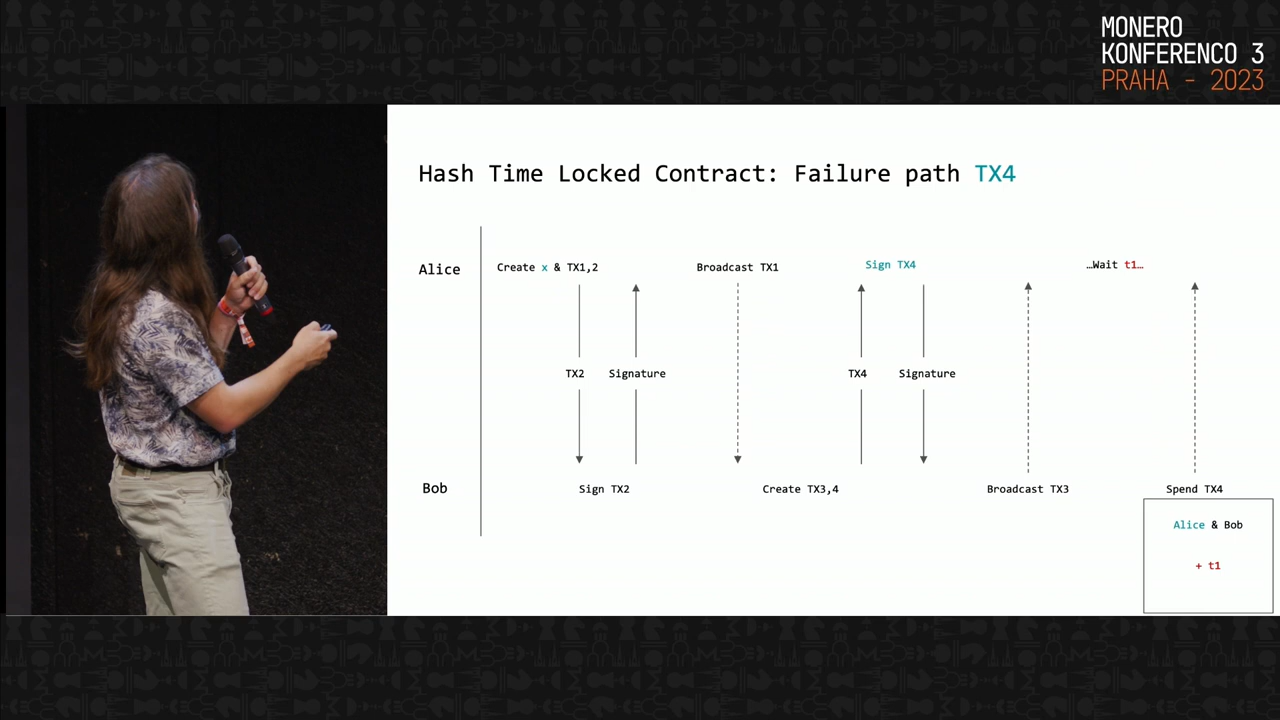 MONERO
KONFERENCO 3
PRAHA - 2023
Hash Time Locked Contract: Failure path TX4
Alice
Create x & TX1,2
Broadcast TX1
Sign TX4
…Wait t1…
TX2
Signature
TX4
Signature
Bob
Sign TX2
Create TX3,4
Broadcast TX3
Spend TX4
Alice & Bob
+ t1